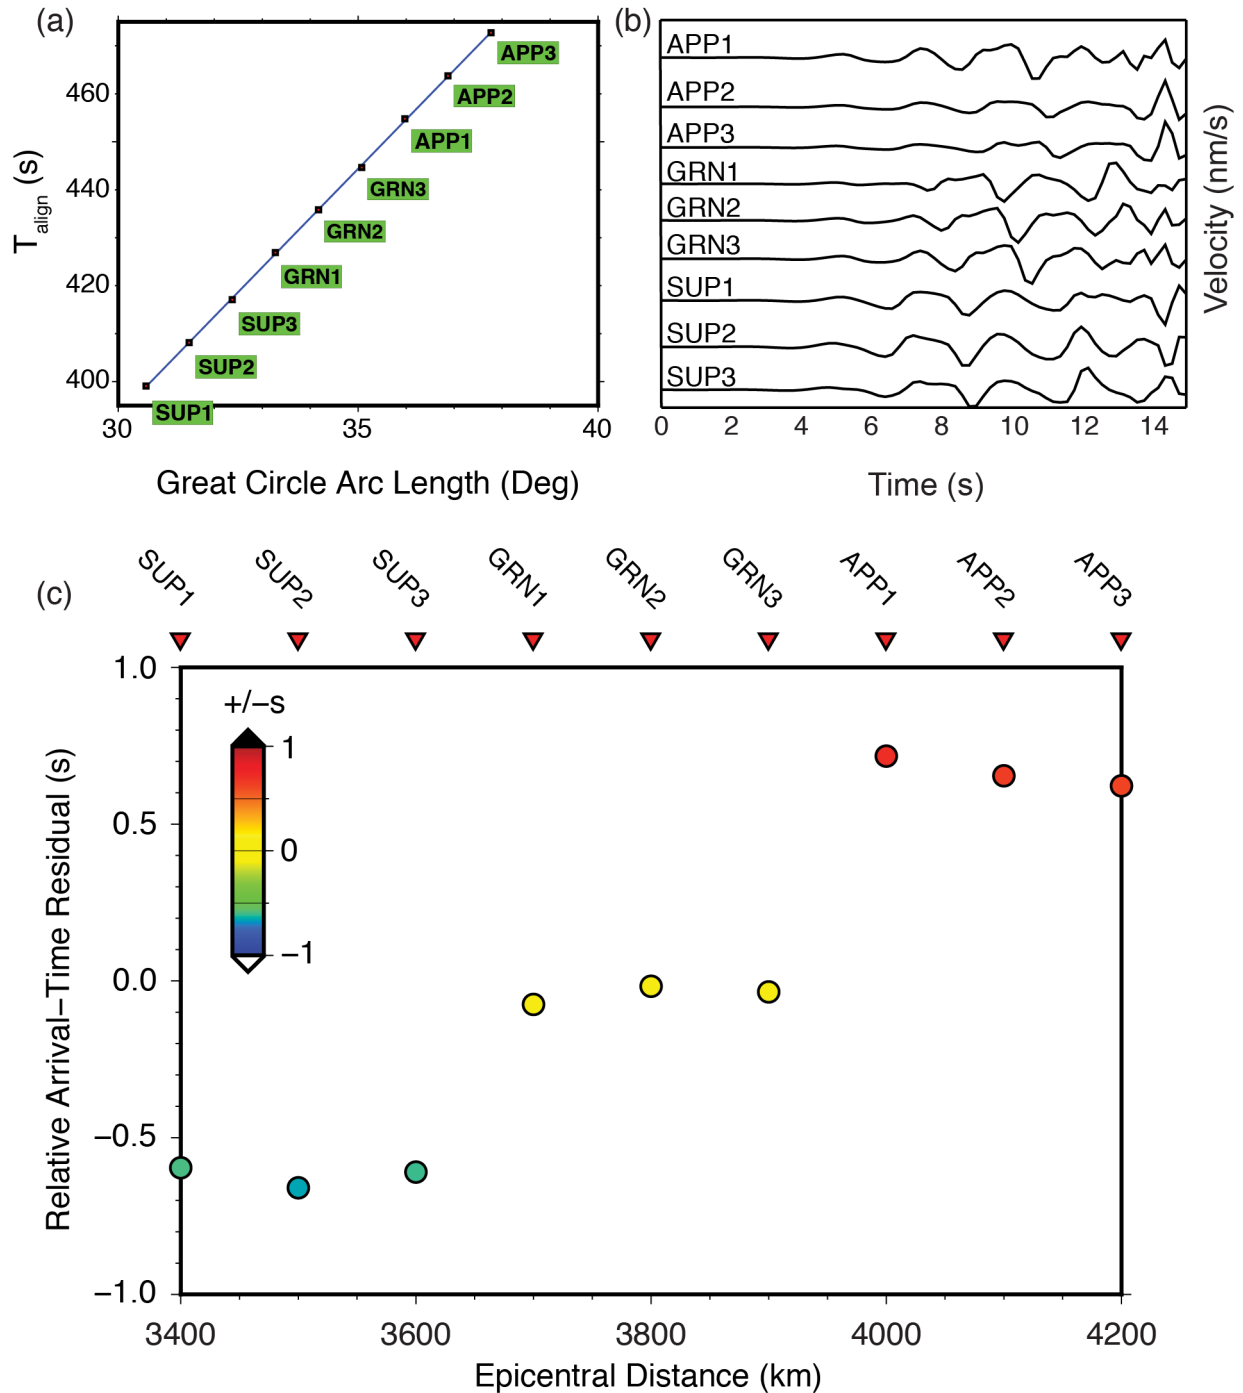 (a)
APP3
APP2
APP1
GRN3
GRN2
GRN1
SUP3
SUP2
SUP1
460
440
420
400
T_align (s)
30 35 40
Great Circle Arc Length (Deg)
(b)
APP1
APP2
APP3
GRN1
GRN2
GRN3
SUP1
SUP2
SUP3
Velocity (nm/s)
0 2 4 6 8 10 12 14
Time (s)
(c)
SUP1 SUP2 SUP3 GRN1 GRN2 GRN3 APP1 APP2 APP3
+/−s
1
0
−1
1.0
0.5
0.0
−0.5
−1.0
Relative Arrival−Time Residual (s)
3400 3600 3800 4000 4200
Epicentral Distance (km)